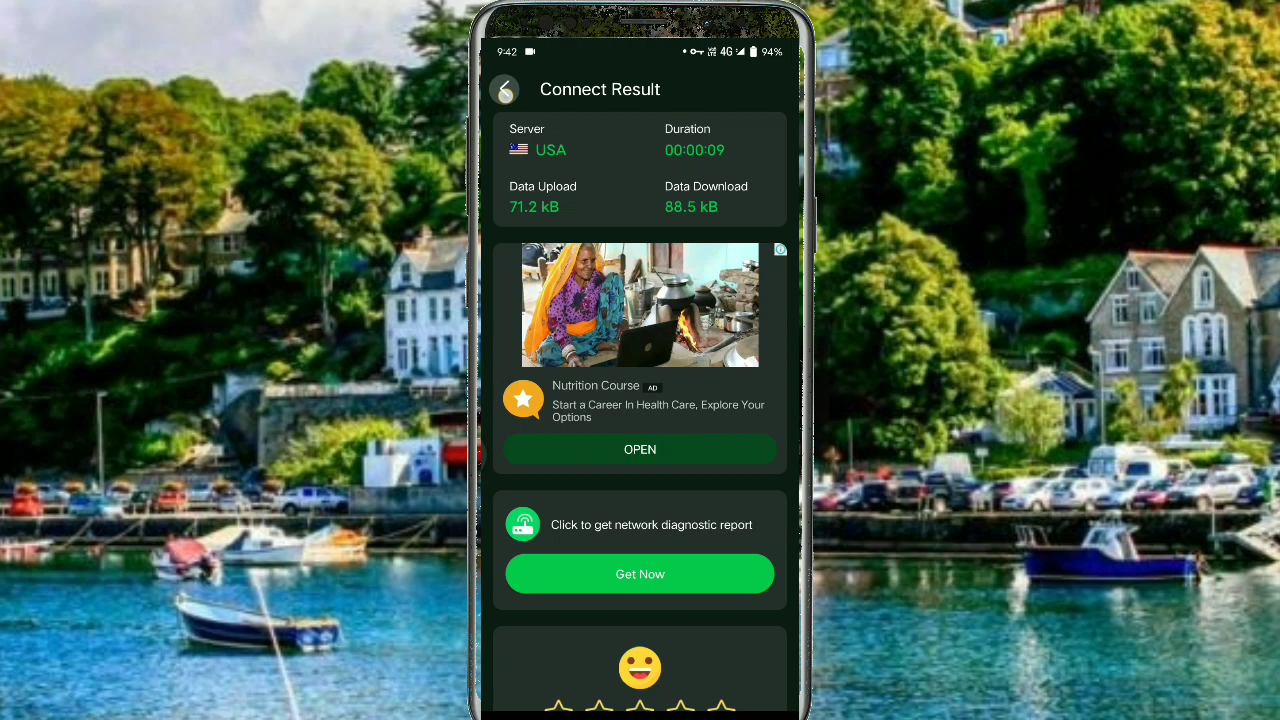 9:42
4G
94%
Connect Result
Server
Duration
USA
00:00:09
Data Upload
Data Download
71.2 kB
88.5 kB
Nutrition Course AD
Start a Career In Health Care, Explore Your
Options
OPEN
Click to get network diagnostic report
Get Now